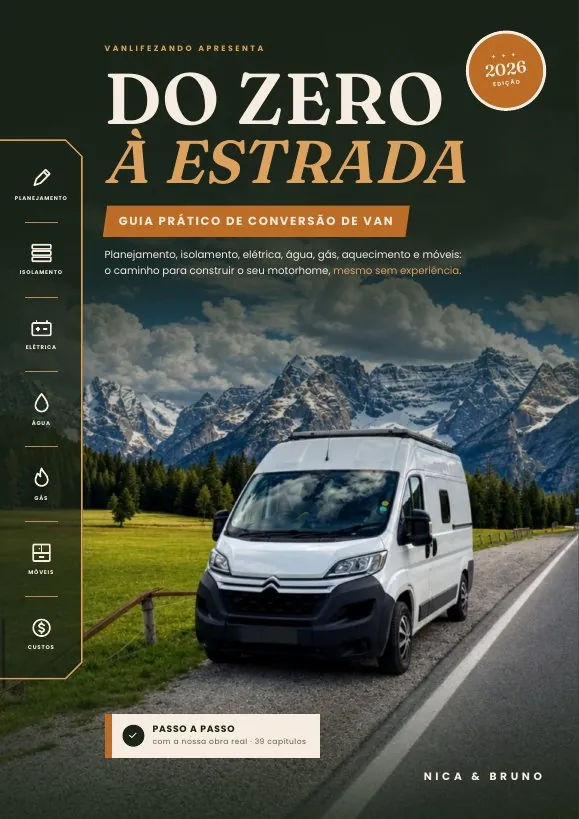 VANLIFEZANDO APRESENTA
2026
EDIÇÃO
DO ZERO
À ESTRADA
GUIA PRÁTICO DE CONVERSÃO DE VAN
Planejamento, isolamento, elétrica, água, gás, aquecimento e móveis:
o caminho para construir o seu motorhome, mesmo sem experiência.
PLANEJAMENTO
ISOLAMENTO
ELÉTRICA
ÁGUA
GÁS
MÓVEIS
CUSTOS
PASSO A PASSO
com a nossa obra real · 39 capítulos
NICA & BRUNO